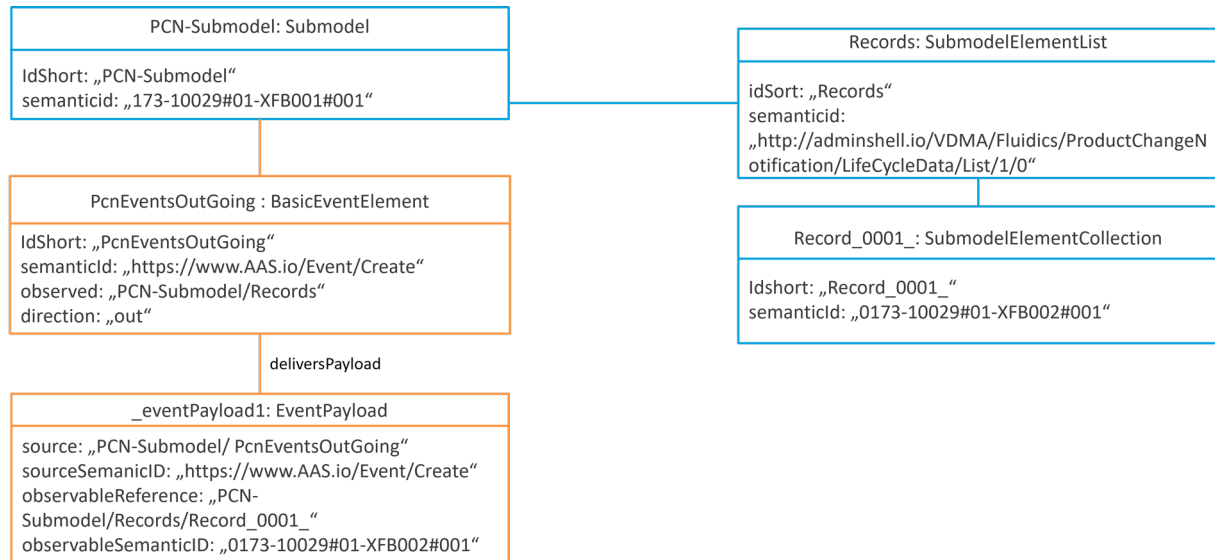 PCN-Submodel: Submodel
IdShort: „PCN-Submodel“
semanticid: „173-10029#01-XFB001#001“
Records: SubmodelElementList
idSort: „Records“
semanticid:
„http://adminshell.io/VDMA/Fluidics/ProductChangeN
otification/LifeCycleData/List/1/0“
PcnEventsOutGoing : BasicEventElement
IdShort: „PcnEventsOutGoing“
semanticId: „https://www.AAS.io/Event/Create“
observed: „PCN-Submodel/Records“
direction: „out“
Record_0001_: SubmodelElementCollection
Idshort: „Record_0001_“
semanticId: „0173-10029#01-XFB002#001“
deliversPayload
_eventPayload1: EventPayload
source: „PCN-Submodel/ PcnEventsOutGoing“
sourceSemanicID: „https://www.AAS.io/Event/Create“
observableReference: „PCN-
Submodel/Records/Record_0001_“
observableSemanticID: „0173-10029#01-XFB002#001“